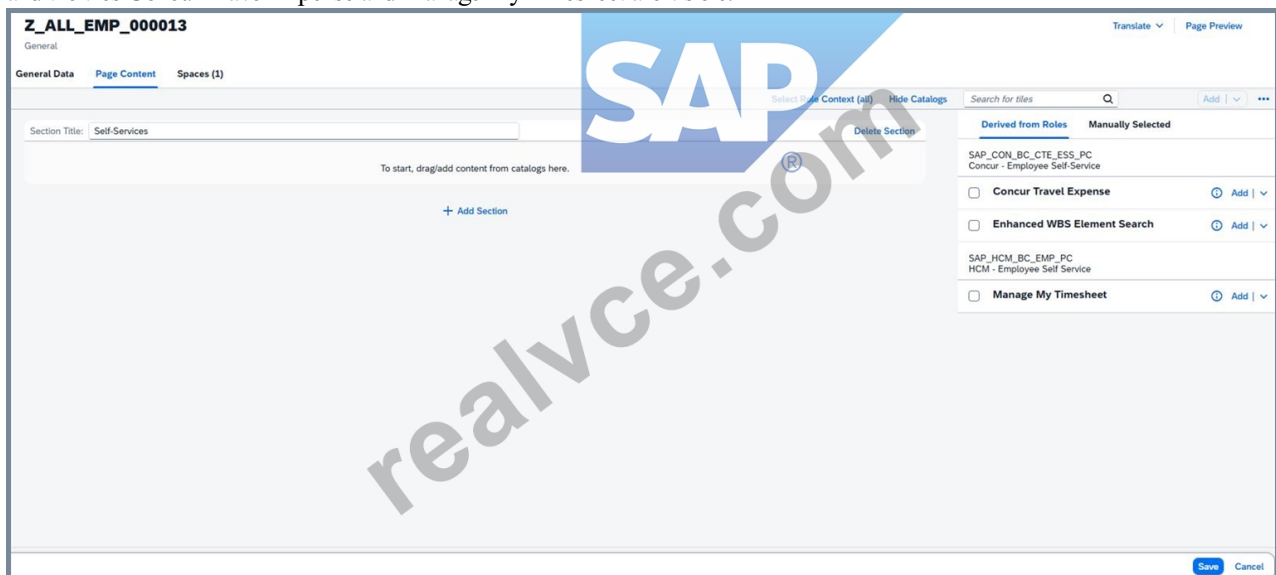 Z_ALL_EMP_000013
Translate
Page Preview
General
General Data Page Content Spaces (1)
Select Role Context (all) Hide Catalogs Search for tiles Add
Section Title: Self-Services Delete Section
To start, drag/add content from catalogs here.
+ Add Section
Derived from Roles Manually Selected
SAP_CON_BC_CTE_ESS_PC
Concur - Employee Self-Service
Concur Travel Expense Add
Enhanced WBS Element Search Add
SAP_HCM_BC_EMP_PC
HCM - Employee Self Service
Manage My Timesheet Add
Save Cancel
SAP
®
realvce.com